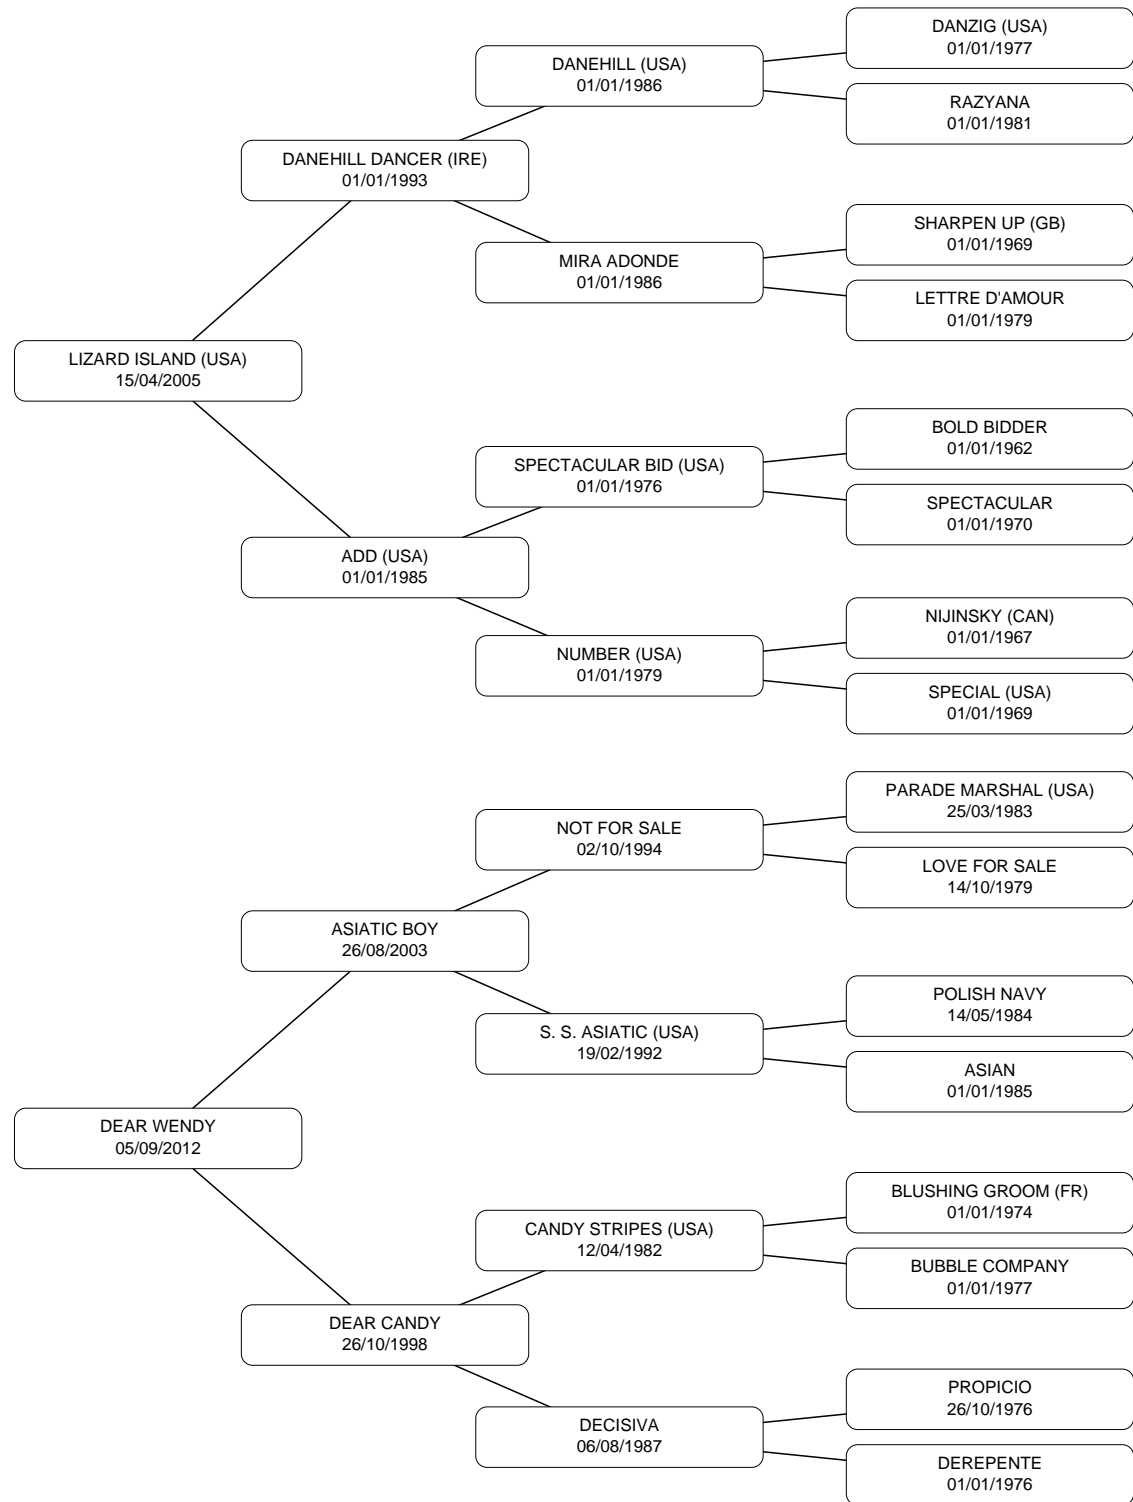 DANZIG (USA)
01/01/1977
DANEHILL (USA)
01/01/1986
RAZYANA
01/01/1981
DANEHILL DANCER (IRE)
01/01/1993
SHARPEN UP (GB)
01/01/1969
MIRA ADONDE
01/01/1986
LETTRE D'AMOUR
01/01/1979
LIZARD ISLAND (USA)
15/04/2005
BOLD BIDDER
01/01/1962
SPECTACULAR BID (USA)
01/01/1976
SPECTACULAR
01/01/1970
ADD (USA)
01/01/1985
NIJINSKY (CAN)
01/01/1967
NUMBER (USA)
01/01/1979
SPECIAL (USA)
01/01/1969
PARADE MARSHAL (USA)
25/03/1983
NOT FOR SALE
02/10/1994
LOVE FOR SALE
14/10/1979
ASIATIC BOY
26/08/2003
POLISH NAVY
14/05/1984
S. S. ASIATIC (USA)
19/02/1992
ASIAN
01/01/1985
DEAR WENDY
05/09/2012
BLUSHING GROOM (FR)
01/01/1974
CANDY STRIPES (USA)
12/04/1982
BUBBLE COMPANY
01/01/1977
DEAR CANDY
26/10/1998
PROPICIO
26/10/1976
DECISIVA
06/08/1987
DEREPENTE
01/01/1976